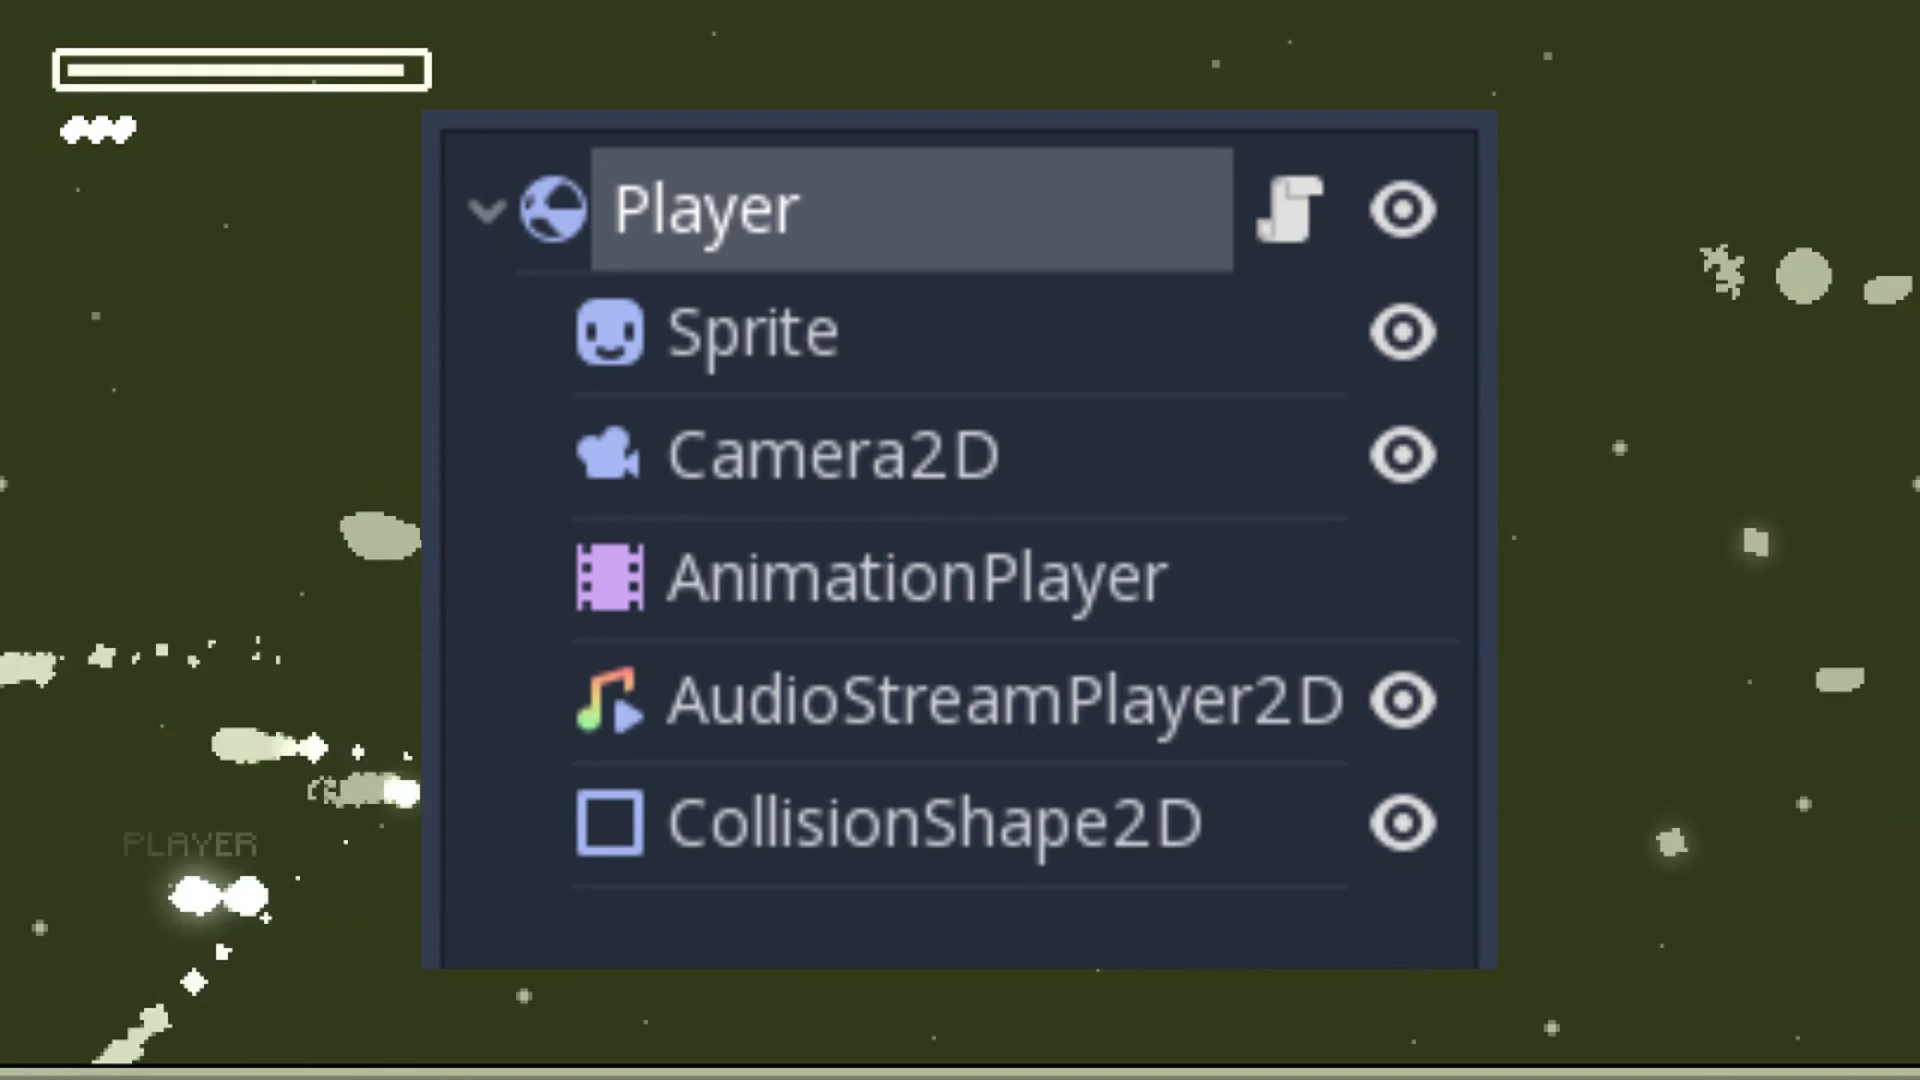 Player
Sprite
Camera2D
AnimationPlayer
AudioStreamPlayer2D
CollisionShape2D
PLAYER